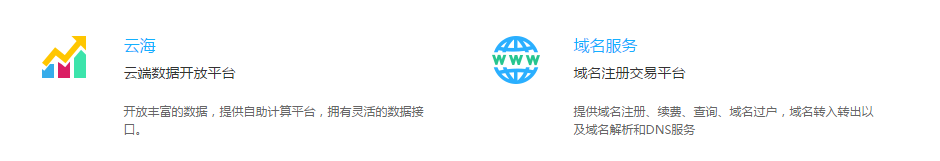 云海
云端数据开放平台
开放丰富的数据，提供自助计算平台，拥有灵活的数据接
口。
WWW
域名服务
域名注册交易平台
提供域名注册、续费、查询、域名过户，域名转入转出以
及域名解析和DNS服务